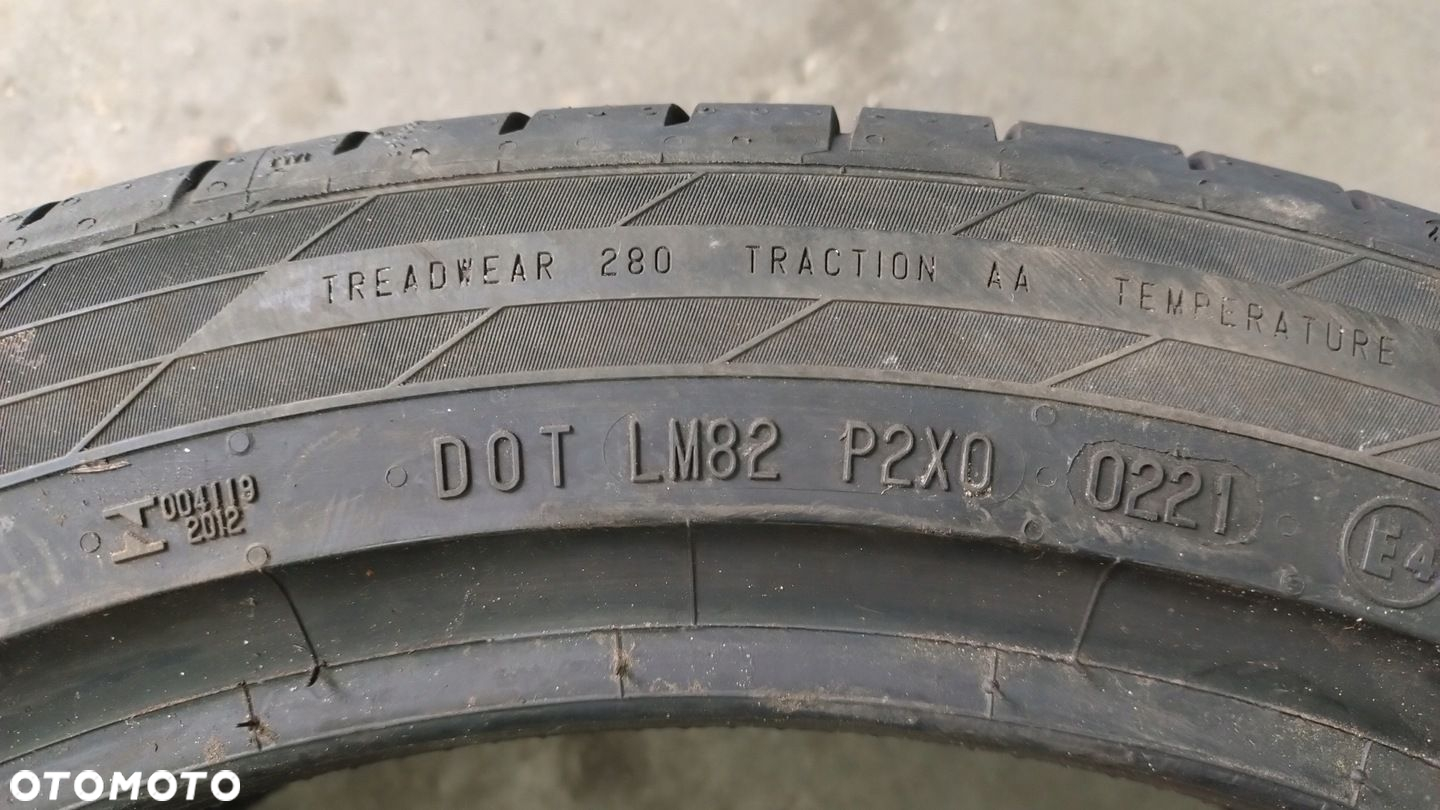 TREADWEAR 280 TRACTION AA TEMPERATURE
DOT LM82 P2X0 0221
004119
2012
E4
OTOMOTO